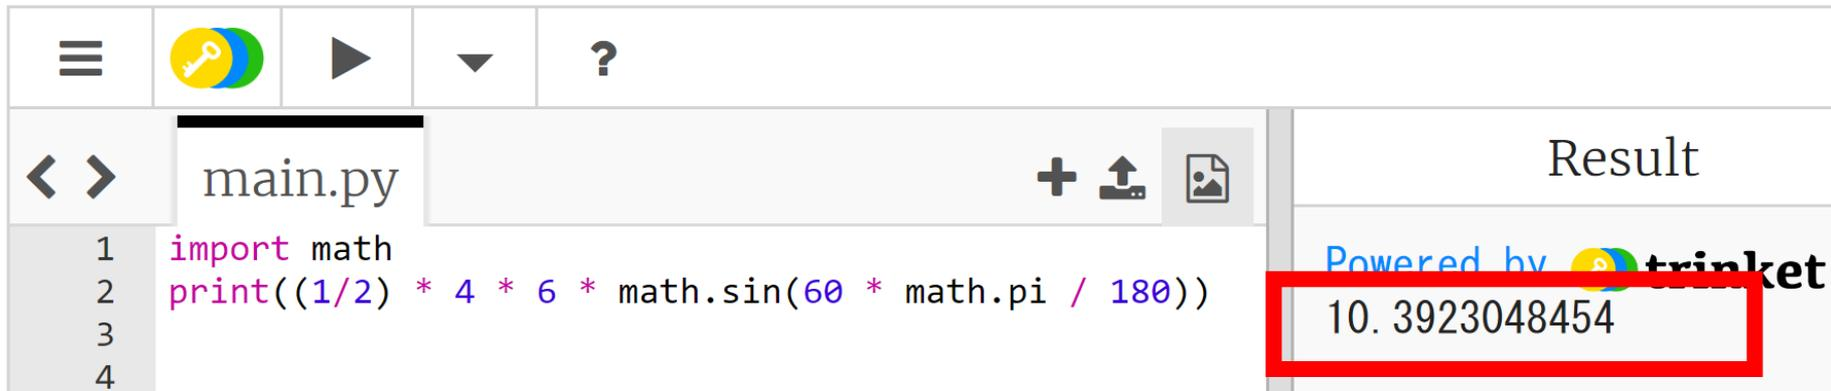 ?
main.py
Result
1 import math
2 print((1/2) * 4 * 6 * math.sin(60 * math.pi / 180))
3
4
Powered by trinket
10.3923048454